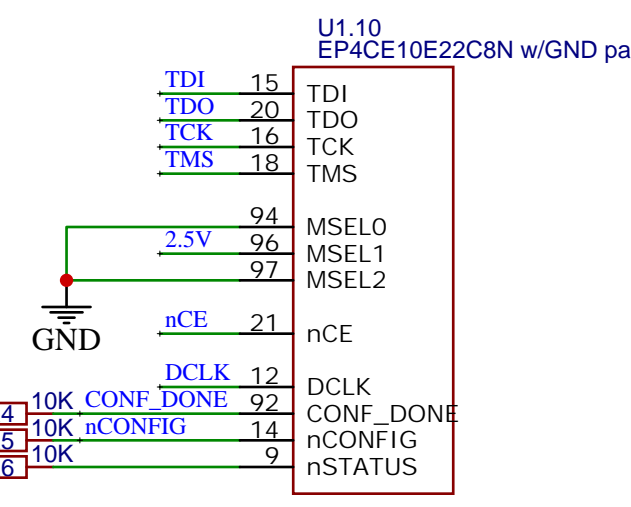 U1.10
EP4CE10E22C8N w/GND pa
TDI 15 TDI
TDO 20 TDO
TCK 16 TCK
TMS 18 TMS
94 MSEL0
2.5V 96 MSEL1
97 MSEL2
GND
nCE 21 nCE
DCLK 12 DCLK
4 10K CONF_DONE 92 CONF_DONE
5 10K nCONFIG 14 nCONFIG
6 10K 9 nSTATUS